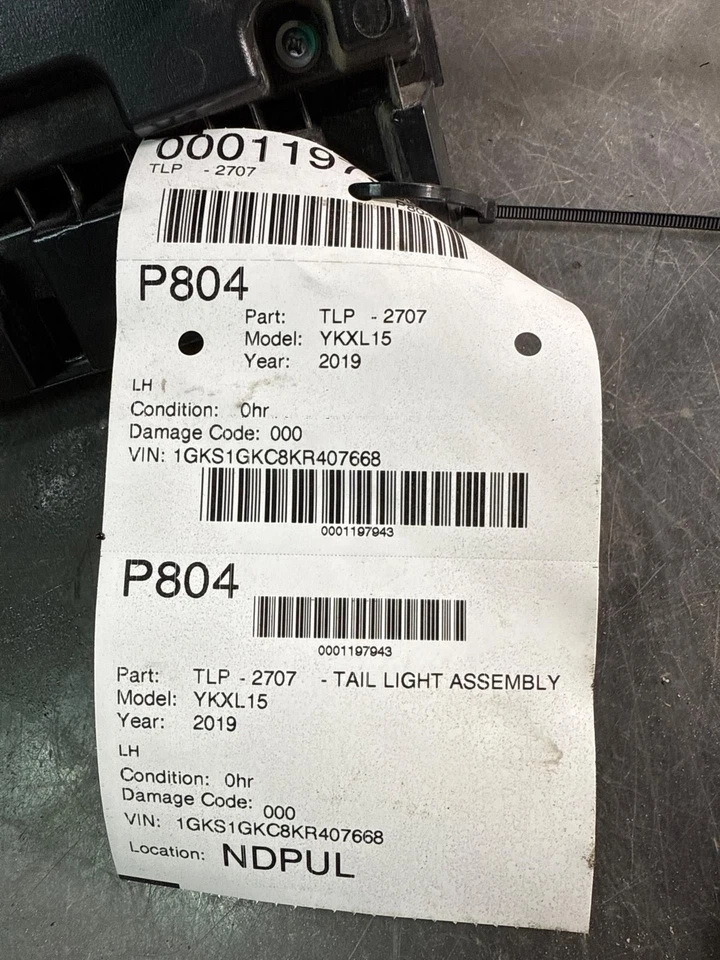 000119
TLP - 2707
P804
Part: TLP - 2707
Model: YKXL15
Year: 2019
LH
Condition: 0hr
Damage Code: 000
VIN: 1GKS1GKC8KR407668
0001197943
P804
0001197943
Part: TLP - 2707 - TAIL LIGHT ASSEMBLY
Model: YKXL15
Year: 2019
LH
Condition: 0hr
Damage Code: 000
VIN: 1GKS1GKC8KR407668
Location: NDPUL